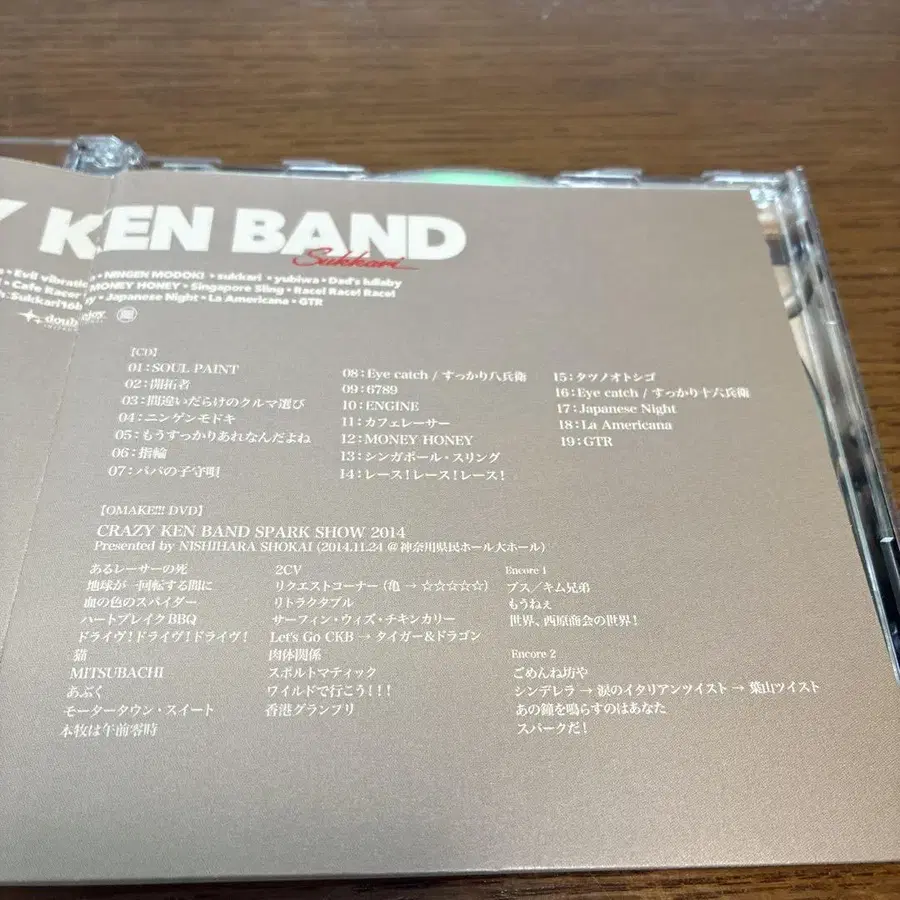 KEN BAND
Sukkari
• Evil vibratio • NINGEN MODOKI • sukkari • yubiwa • Dad's lullaby
• Cafe Racer MONEY HONEY • Singapore Sling • Race! Race! Race!
: Sukkari16b y • Japanese Night • La Americana • GTR
doub joy
【CD】
01：SOUL PAINT
02：開拓者
03：間違いだらけのクルマ選び
04：ニンゲンモドキ
05：もうすっかりあれなんだよね
06：指輪
07：パパの子守唄
08：Eye catch / すっかり八兵衛
09：6789
10：ENGINE
11：カフェレーサー
12：MONEY HONEY
13：シンガポール・スリング
14：レース！レース！レース！
15：タツノオトシゴ
16：Eye catch / すっかり十六兵衛
17：Japanese Night
18：La Americana
19：GTR
【OMAKE!!! DVD】
CRAZY KEN BAND SPARK SHOW 2014
Presented by NISHIHARA SHOKAI (2014.11.24 @ 神奈川県民ホール大ホール)
あるレーサーの死
地球が一回転する間に
血の色のスパイダー
ハートブレイクBBQ
ドライヴ！ドライヴ！ドライヴ！
猫
MITSUBACHI
あぶく
モータータウン・スイート
本牧は午前零時
2CV
リクエストコーナー（亀 → ☆☆☆☆☆）
リトラクタブル
サーフィン・ウィズ・チキンカリー
Let's Go CKB → タイガー&ドラゴン
肉体関係
スポルトマティック
ワイルドで行こう！！！
香港グランプリ
Encore 1
ブス／キム兄弟
もうねぇ
世界、西原商会の世界！
Encore 2
ごめんね坊や
シンデレラ → 涙のイタリアンツイスト → 葉山ツイスト
あの鐘を鳴らすのはあなた
スパークだ！